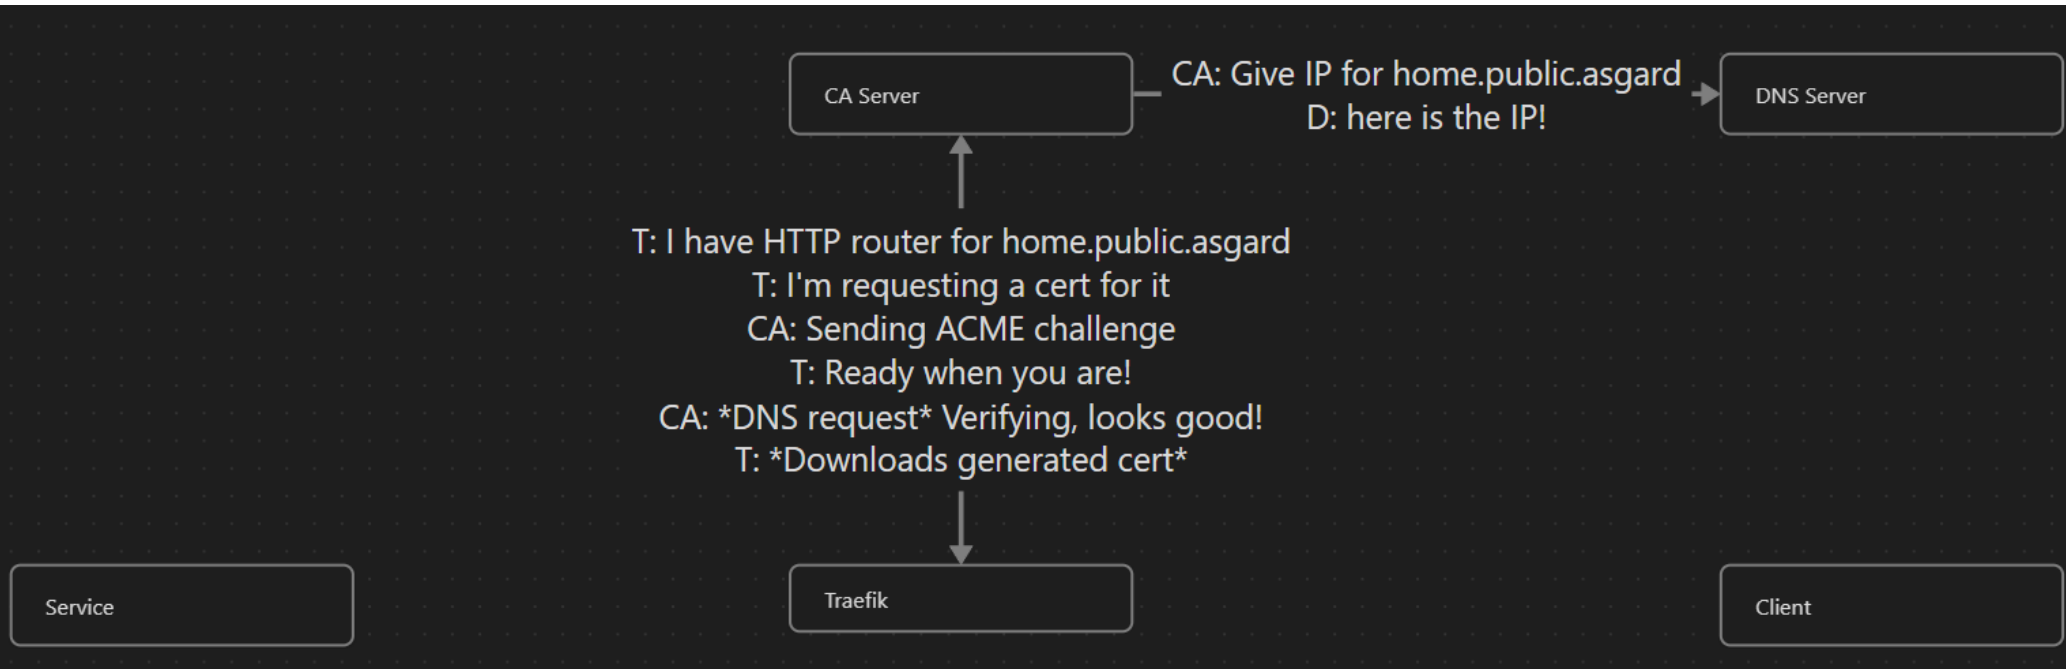 CA Server
CA: Give IP for home.public.asgard
D: here is the IP!
DNS Server
T: I have HTTP router for home.public.asgard
T: I'm requesting a cert for it
CA: Sending ACME challenge
T: Ready when you are!
CA: *DNS request* Verifying, looks good!
T: *Downloads generated cert*
Service
Traefik
Client